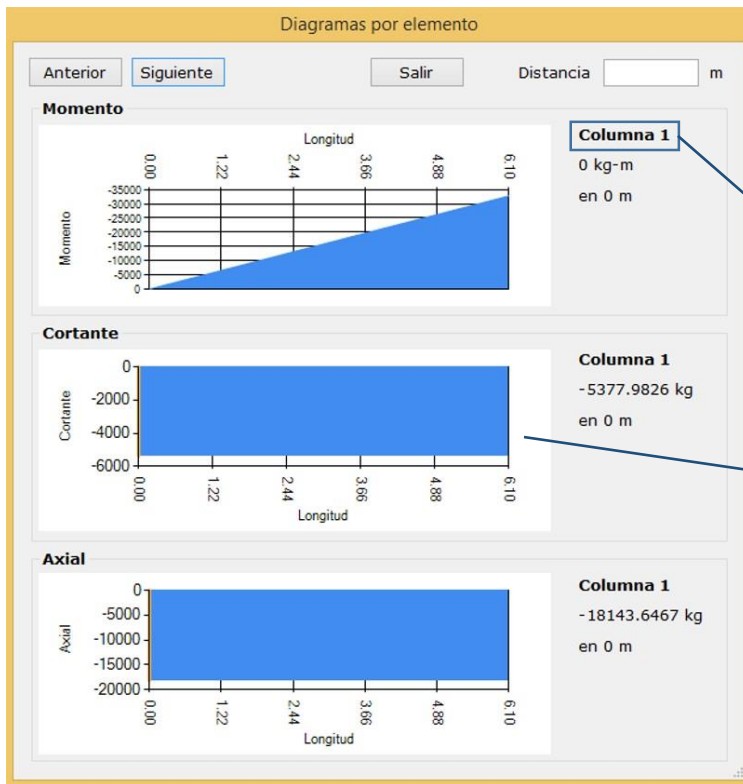 Diagramas por elemento
Anterior Siguiente Salir Distancia m
Momento
Longitud
0.00 1.22 2.44 3.66 4.88 6.10
-35000
-30000
-25000
-20000
-15000
-10000
-5000
0
Momento
Columna 1
0 kg-m
en 0 m
Cortante
0
-2000
-4000
-6000
Cortante
0.00 1.22 2.44 3.66 4.88 6.10
Longitud
Columna 1
-5377.9826 kg
en 0 m
Axial
0
-5000
-10000
-15000
-20000
Axial
0.00 1.22 2.44 3.66 4.88 6.10
Longitud
Columna 1
-18143.6467 kg
en 0 m